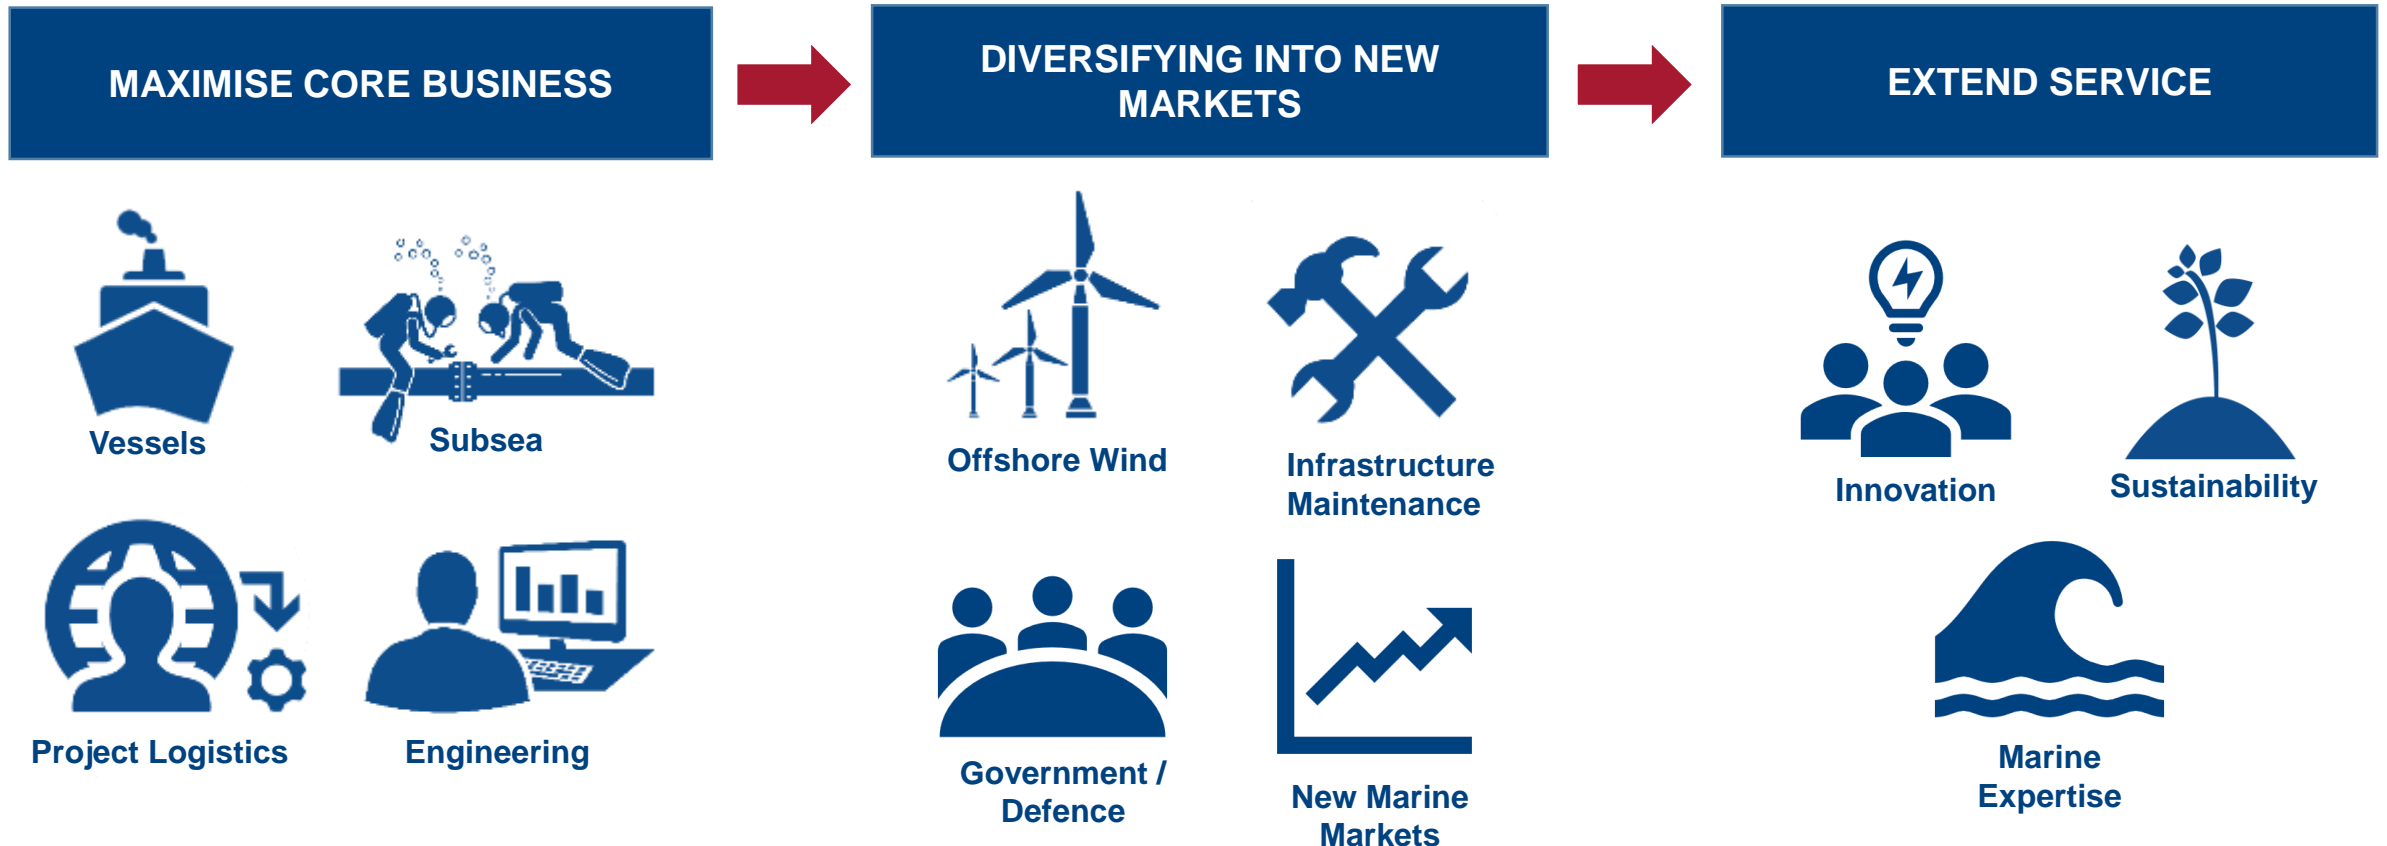 MAXIMISE CORE BUSINESS
DIVERSIFYING INTO NEW
MARKETS
EXTEND SERVICE
Vessels
Subsea
Project Logistics
Engineering
Offshore Wind
Infrastructure
Maintenance
Government /
Defence
New Marine
Markets
Innovation
Sustainability
Marine
Expertise